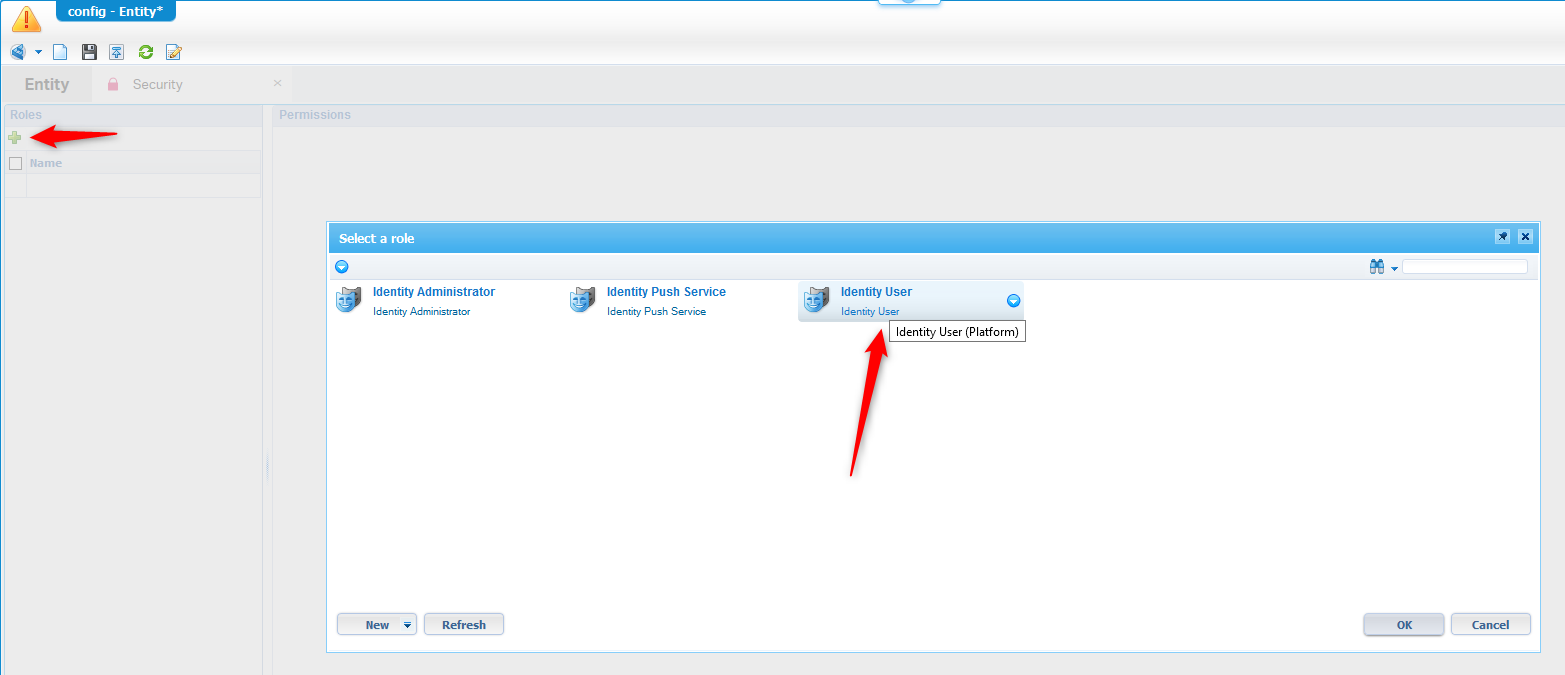 config - Entity*
Entity
Security
Roles
Permissions
Name
Select a role
Identity Administrator
Identity Administrator
Identity Push Service
Identity Push Service
Identity User
Identity User
Identity User (Platform)
New
Refresh
OK
Cancel